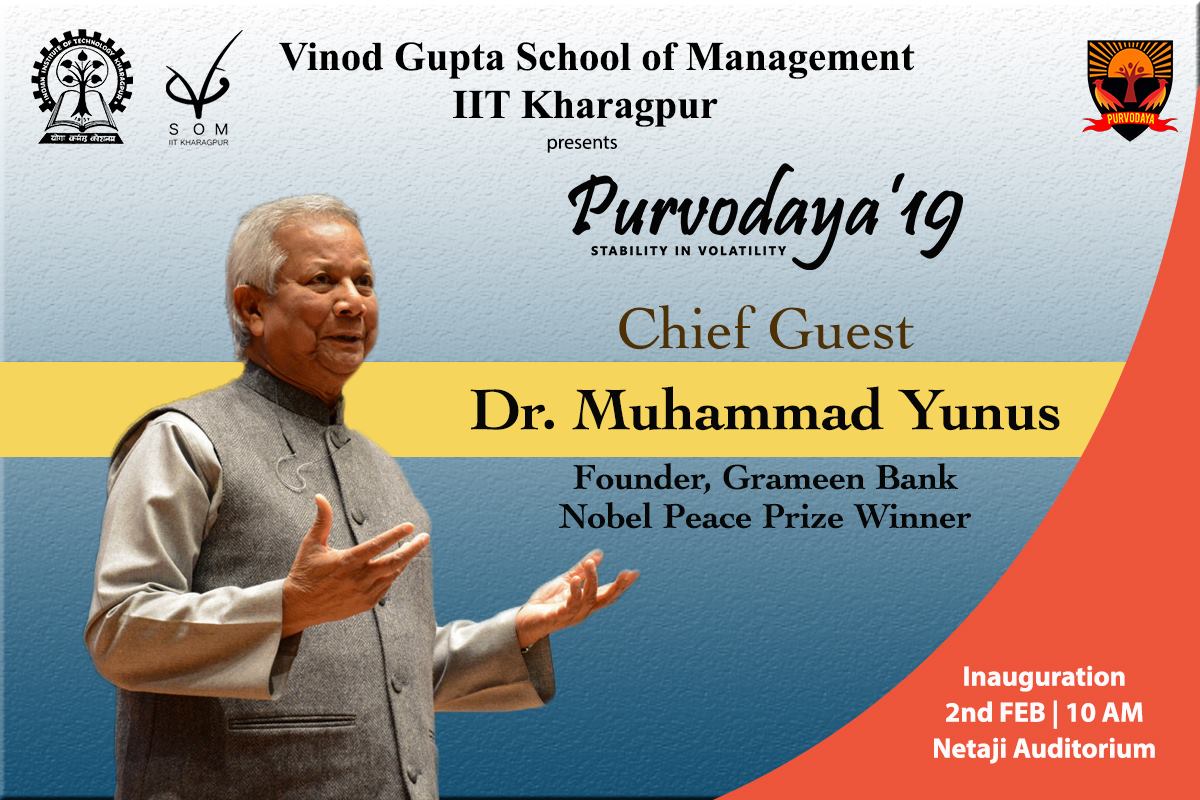 INDIAN INSTITUTE OF TECHNOLOGY KHARAGPUR
योगः कर्मसु कौशलम्
SOM
IIT KHARAGPUR
Vinod Gupta School of Management
IIT Kharagpur
presents
PURVODAYA
Purvodaya'19
STABILITY IN VOLATILITY
Chief Guest
Dr. Muhammad Yunus
Founder, Grameen Bank
Nobel Peace Prize Winner
Inauguration
2nd FEB | 10 AM
Netaji Auditorium